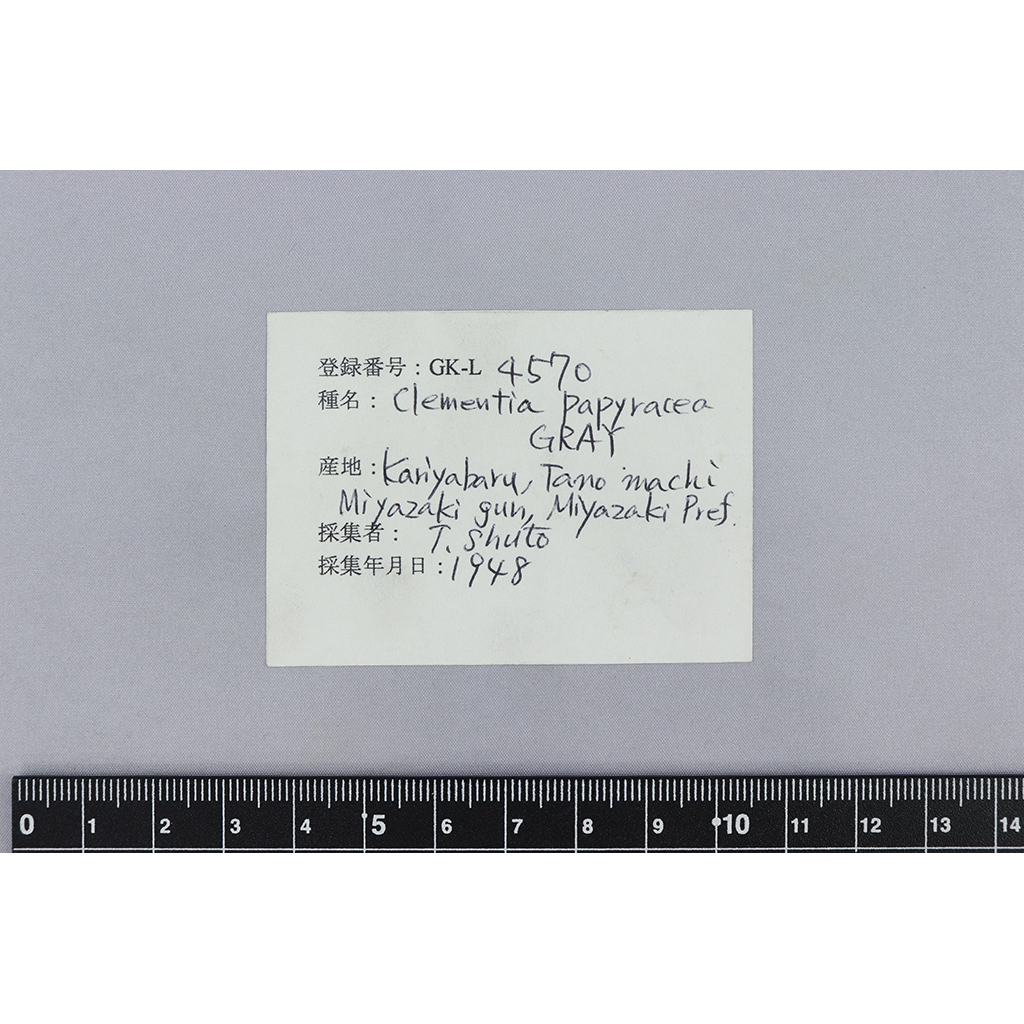 登録番号：GK-L 4570
種名： Clementia papyracea
GRAY
産地：Kariyabaru, Tano machi
Miyazaki gun, Miyazaki Pref.
採集者： T. Shuto
採集年月日：1948
0 1 2 3 4 5 6 7 8 9 10 11 12 13 14